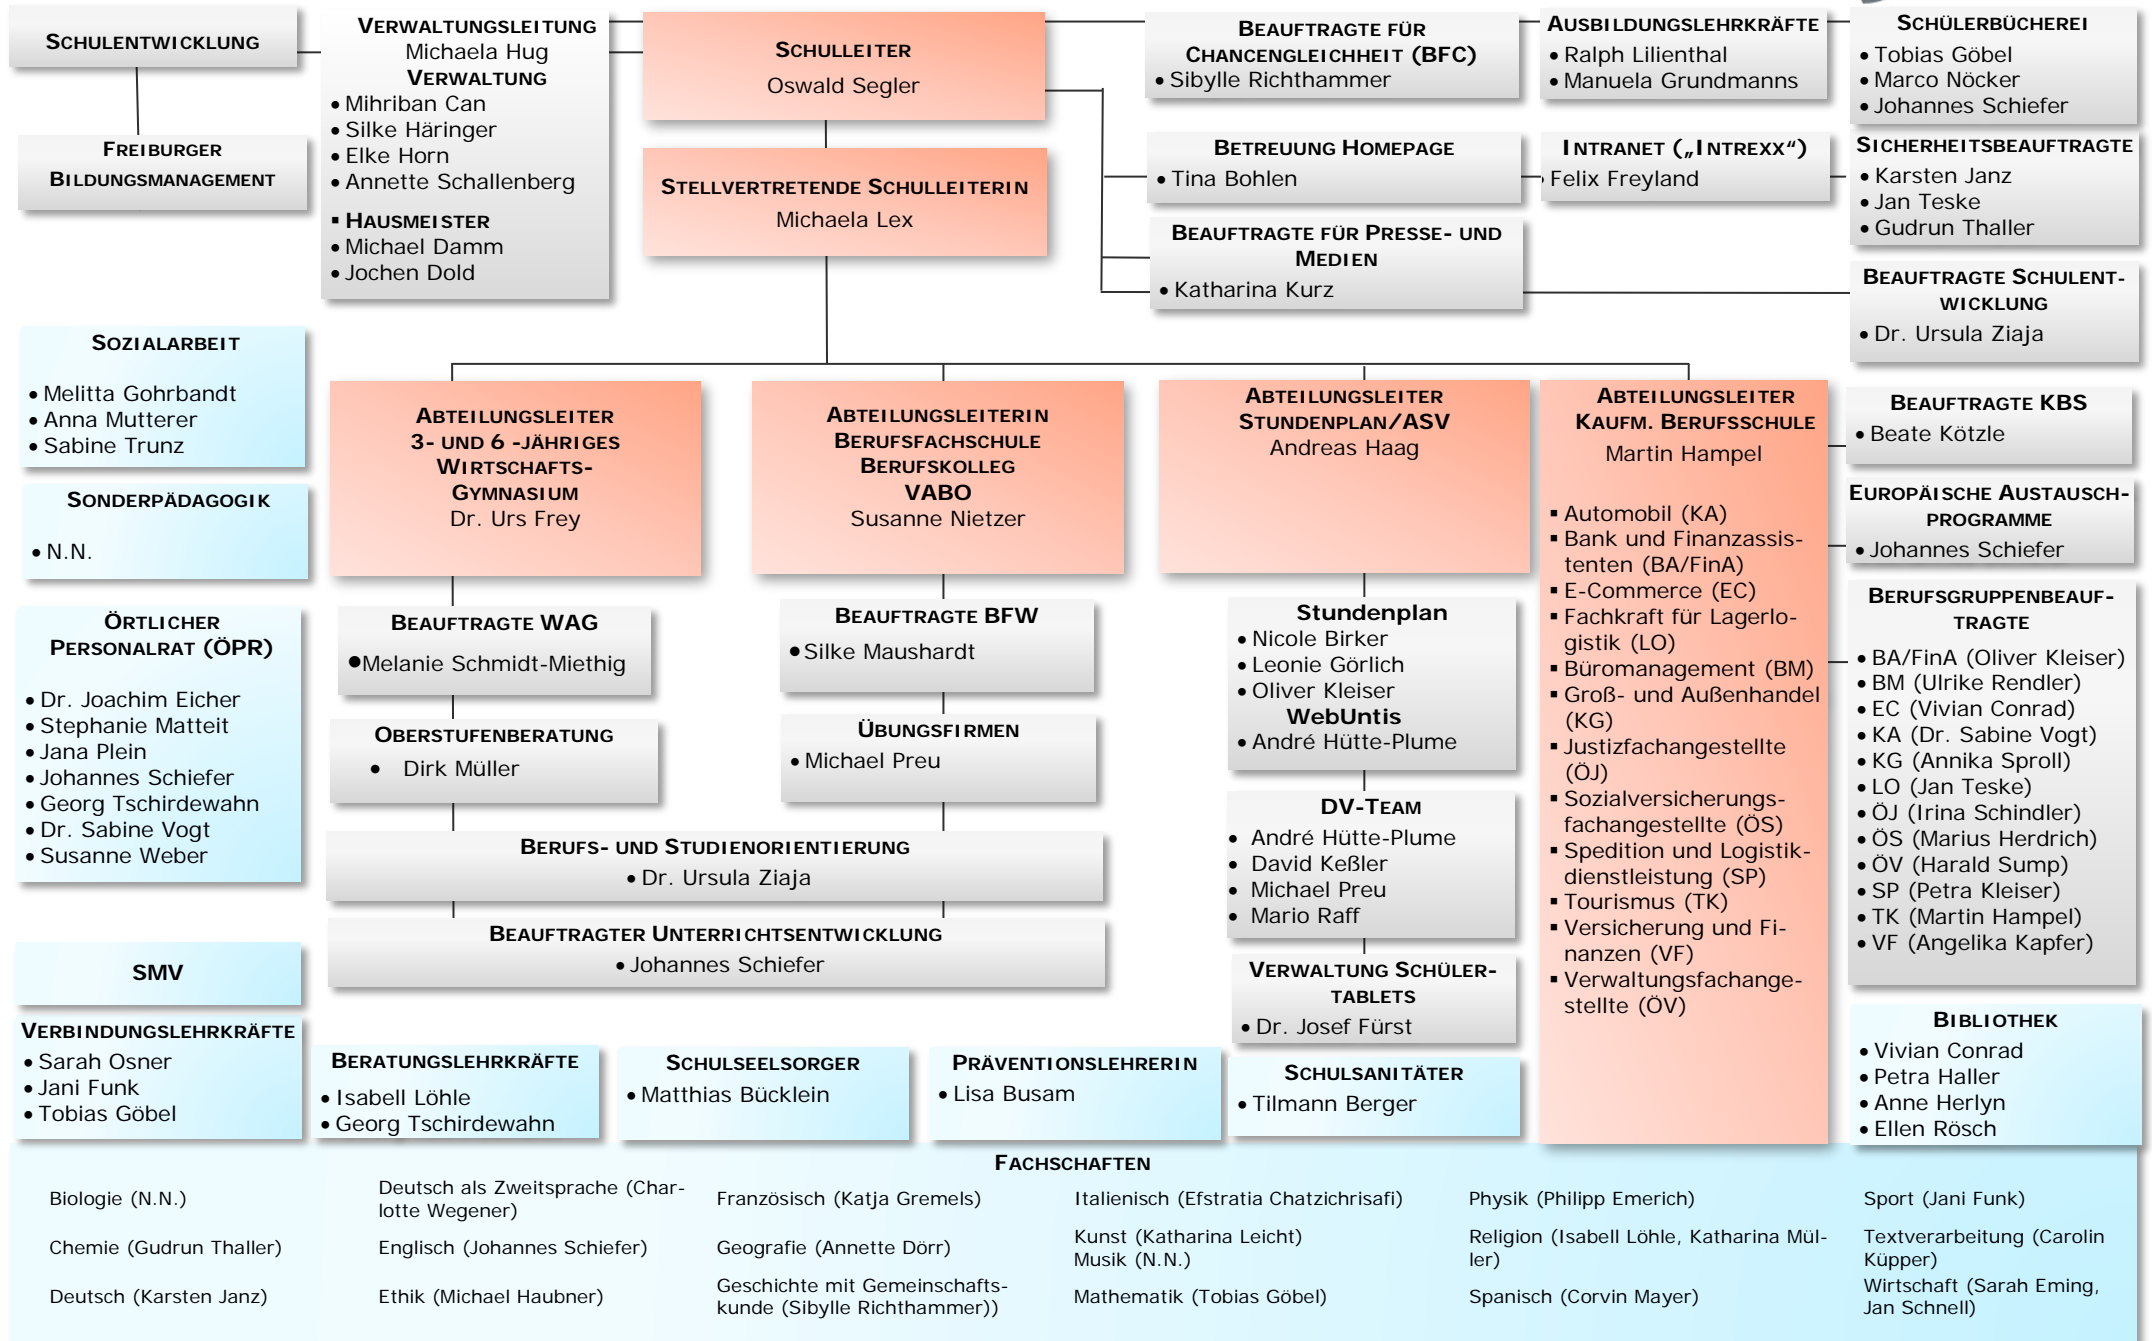 SCHULENTWICKLUNG
FREIBURGER
BILDUNGSMANAGEMENT
VERWALTUNGSLEITUNG
Michaela Hug
VERWALTUNG
• Mihriban Can
• Silke Häringer
• Elke Horn
• Annette Schallenberg
▪ HAUSMEISTER
• Michael Damm
• Jochen Dold
SCHULLEITER
Oswald Segler
STELLVERTRETENDE SCHULLEITERIN
Michaela Lex
BEAUFTRAGTE FÜR
CHANCENGLEICHHEIT (BFC)
• Sibylle Richthammer
AUSBILDUNGSLEHRKRÄFTE
• Ralph Lilienthal
• Manuela Grundmanns
SCHÜLERBÜCHEREI
• Tobias Göbel
• Marco Nöcker
• Johannes Schiefer
BETREUUNG HOMEPAGE
• Tina Bohlen
INTRANET („INTREXX“)
• Felix Freyland
SICHERHEITSBEAUFTRAGTE
• Karsten Janz
• Jan Teske
• Gudrun Thaller
BEAUFTRAGTE FÜR PRESSE- UND
MEDIEN
• Katharina Kurz
BEAUFTRAGTE SCHULENT-
WICKLUNG
• Dr. Ursula Ziaja
SOZIALARBEIT
• Melitta Gohrbandt
• Anna Mutterer
• Sabine Trunz
SONDERPÄDAGOGIK
• N.N.
ÖRTLICHER
PERSONALRAT (ÖPR)
• Dr. Joachim Eicher
• Stephanie Matteit
• Jana Plein
• Johannes Schiefer
• Georg Tschirdewahn
• Dr. Sabine Vogt
• Susanne Weber
SMV
VERBINDUNGSLEHRKRÄFTE
• Sarah Osner
• Jani Funk
• Tobias Göbel
ABTEILUNGSLEITER
3- UND 6 -JÄHRIGES
WIRTSCHAFTS-
GYMNASIUM
Dr. Urs Frey
BEAUFTRAGTE WAG
• Melanie Schmidt-Miethig
OBERSTUFENBERATUNG
• Dirk Müller
ABTEILUNGSLEITERIN
BERUFSFACHSCHULE
BERUFSKOLLEG
VABO
Susanne Nietzer
BEAUFTRAGTE BFW
• Silke Maushardt
ÜBUNGSFIRMEN
• Michael Preu
BERUFS- UND STUDIENORIENTIERUNG
• Dr. Ursula Ziaja
BEAUFTRAGTER UNTERRICHTSENTWICKLUNG
• Johannes Schiefer
ABTEILUNGSLEITER
STUNDENPLAN/ASV
Andreas Haag
Stundenplan
• Nicole Birker
• Leonie Görlich
• Oliver Kleiser
WebUntis
• André Hütte-Plume
DV-TEAM
• André Hütte-Plume
• David Keßler
• Michael Preu
• Mario Raff
VERWALTUNG SCHÜLER-
TABLETS
• Dr. Josef Fürst
ABTEILUNGSLEITER
KAUFM. BERUFSSCHULE
Martin Hampel
▪ Automobil (KA)
▪ Bank und Finanzassis-
tenten (BA/FinA)
▪ E-Commerce (EC)
▪ Fachkraft für Lagerlo-
gistik (LO)
▪ Büromanagement (BM)
▪ Groß- und Außenhandel
(KG)
▪ Justizfachangestellte
(ÖJ)
▪ Sozialversicherungs-
fachangestellte (ÖS)
▪ Spedition und Logistik-
dienstleistung (SP)
▪ Tourismus (TK)
▪ Versicherung und Fi-
nanzen (VF)
▪ Verwaltungsfachange-
stellte (ÖV)
BEAUFTRAGTE KBS
• Beate Kötzle
EUROPÄISCHE AUSTAUSCH-
PROGRAMME
• Johannes Schiefer
BERUFSGRUPPENBEAUF-
TRAGTE
• BA/FinA (Oliver Kleiser)
• BM (Ulrike Rendler)
• EC (Vivian Conrad)
• KA (Dr. Sabine Vogt)
• KG (Annika Sproll)
• LO (Jan Teske)
• ÖJ (Irina Schindler)
• ÖS (Marius Herdrich)
• ÖV (Harald Sump)
• SP (Petra Kleiser)
• TK (Martin Hampel)
• VF (Angelika Kapfer)
BERATUNGSLEHRKRÄFTE
• Isabell Löhle
• Georg Tschirdewahn
SCHULSEELSORGER
• Matthias Bücklein
PRÄVENTIONSLEHRERIN
• Lisa Busam
SCHULSANITÄTER
• Tilmann Berger
BIBLIOTHEK
• Vivian Conrad
• Petra Haller
• Anne Herlyn
• Ellen Rösch
FACHSCHAFTEN
Biologie (N.N.)
Chemie (Gudrun Thaller)
Deutsch (Karsten Janz)
Deutsch als Zweitsprache (Char-
lotte Wegener)
Englisch (Johannes Schiefer)
Ethik (Michael Haubner)
Französisch (Katja Gremels)
Geografie (Annette Dörr)
Geschichte mit Gemeinschafts-
kunde (Sibylle Richthammer))
Italienisch (Efstratia Chatzichrisafi)
Kunst (Katharina Leicht)
Musik (N.N.)
Mathematik (Tobias Göbel)
Physik (Philipp Emerich)
Religion (Isabell Löhle, Katharina Mül-
ler)
Spanisch (Corvin Mayer)
Sport (Jani Funk)
Textverarbeitung (Carolin
Küpper)
Wirtschaft (Sarah Eming,
Jan Schnell)